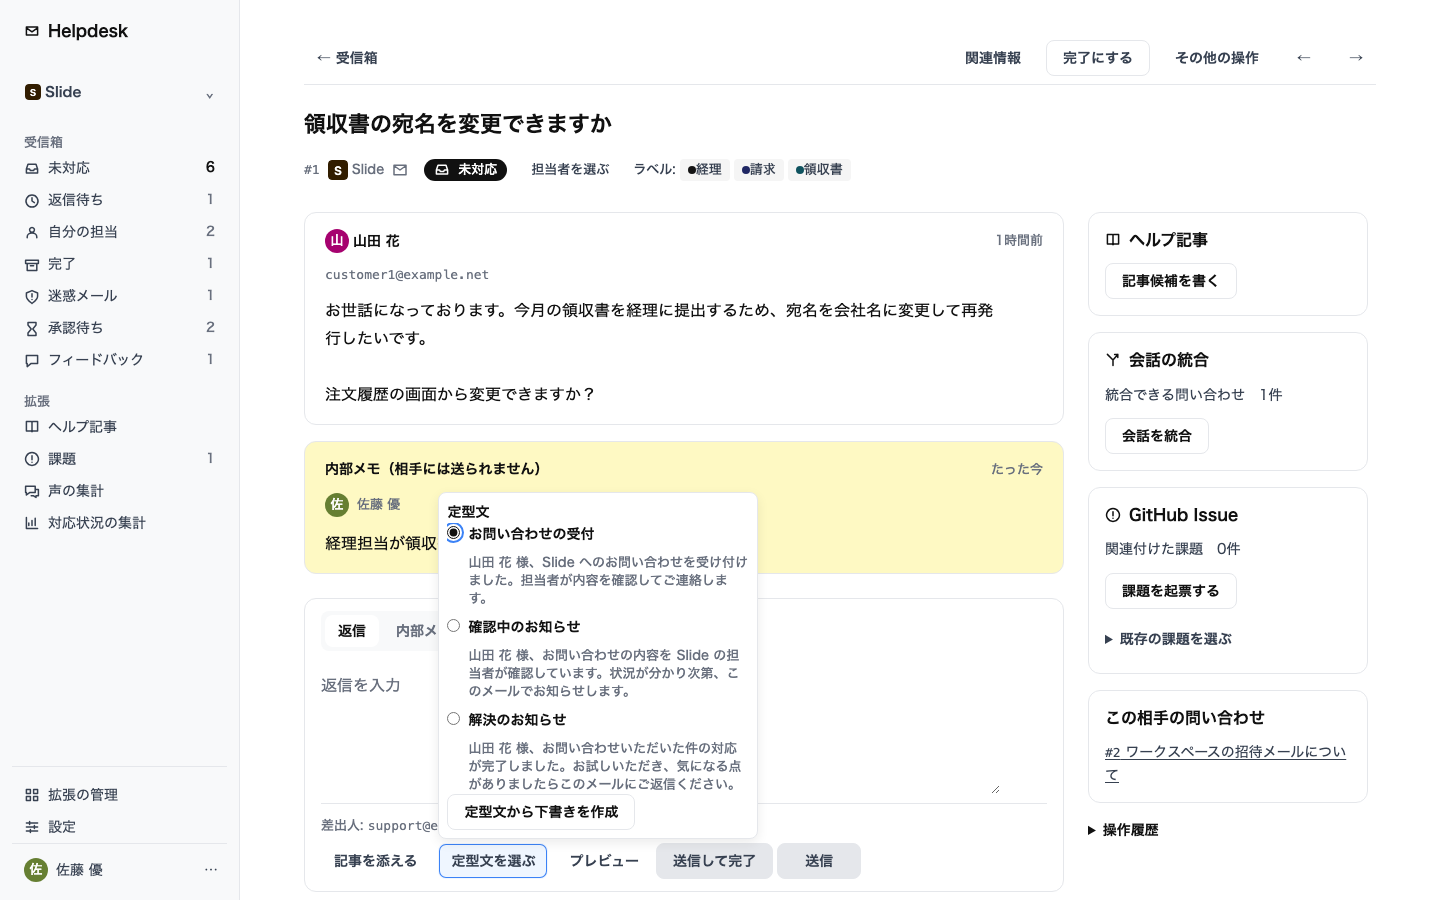 Helpdesk
S Slide
受信箱
未対応 6
返信待ち 1
自分の担当 2
完了 1
迷惑メール 1
承認待ち 2
フィードバック 1
拡張
ヘルプ記事
課題 1
声の集計
対応状況の集計
拡張の管理
設定
佐 佐藤 優 ...
← 受信箱 関連情報 完了にする その他の操作 ← →
領収書の宛名を変更できますか
#1 S Slide 未対応 担当者を選ぶ ラベル: 経理 請求 領収書
山 山田 花 1時間前
customer1@example.net
お世話になっております。今月の領収書を経理に提出するため、宛名を会社名に変更して再発
行したいです。
注文履歴の画面から変更できますか？
内部メモ（相手には送られません） たった今
佐 佐藤 優
経理担当が領収
定型文
お問い合わせの受付
山田 花 様、Slide へのお問い合わせを受け付け
ました。担当者が内容を確認してご連絡しま
す。
確認中のお知らせ
山田 花 様、お問い合わせの内容を Slide の担
当者が確認しています。状況が分かり次第、こ
のメールでお知らせします。
解決のお知らせ
山田 花 様、お問い合わせいただいた件の対応
が完了しました。お試しいただき、気になる点
がありましたらこのメールにご返信ください。
定型文から下書きを作成
返信 内部メ
返信を入力
差出人: support@e
記事を添える 定型文を選ぶ プレビュー 送信して完了 送信
ヘルプ記事
記事候補を書く
会話の統合
統合できる問い合わせ 1件
会話を統合
GitHub Issue
関連付けた課題 0件
課題を起票する
既存の課題を選ぶ
この相手の問い合わせ
#2 ワークスペースの招待メールについ
て
操作履歴